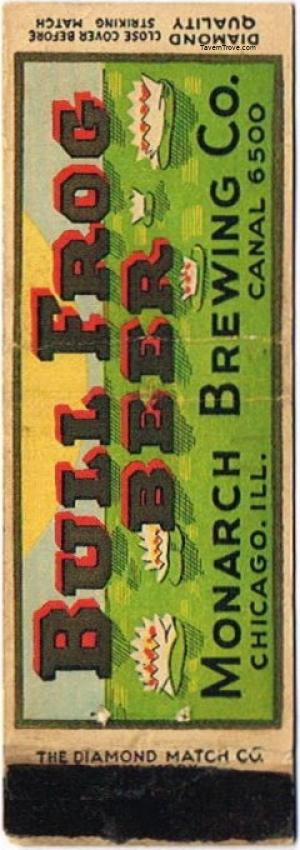 DIAMOND
QUALITY
CLOSE COVER BEFORE
STRIKING MATCH
TavernTrove.com
BULL FROG
BEER
MONARCH BREWING CO.
CHICAGO. ILL. CANAL 6500
THE DIAMOND MATCH CO.